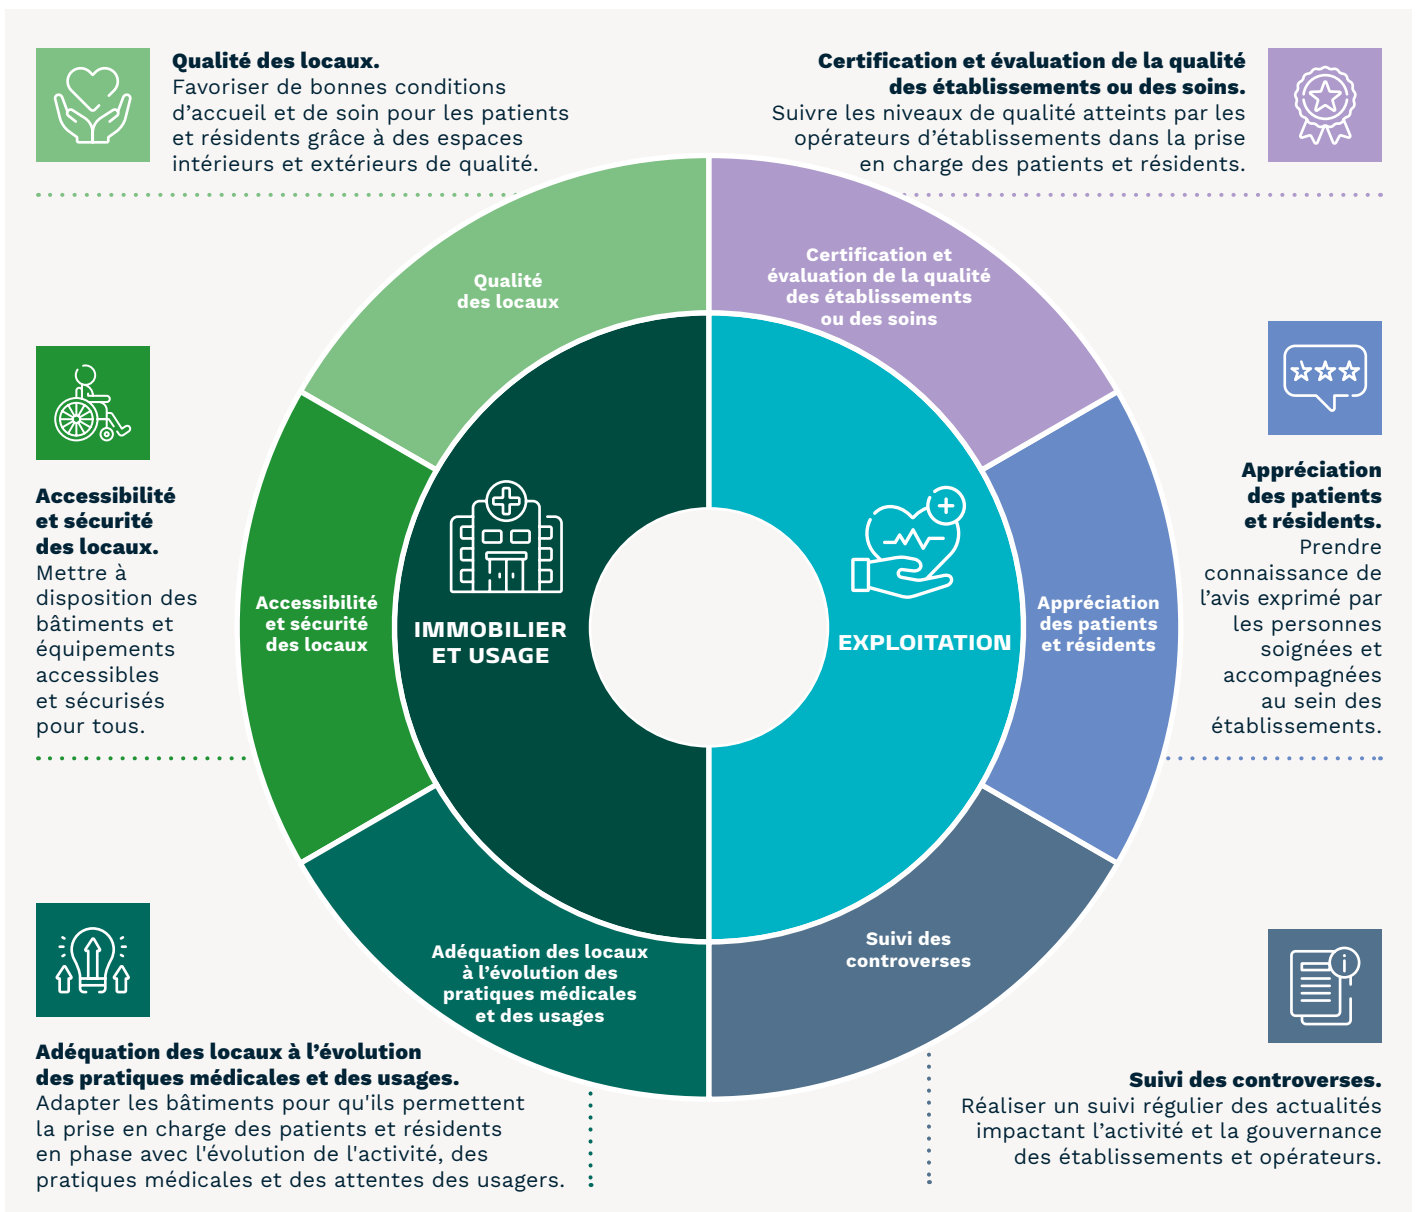 Qualité des locaux.
Favoriser de bonnes conditions
d’accueil et de soin pour les patients
et résidents grâce à des espaces
intérieurs et extérieurs de qualité.
Certification et évaluation de la qualité
des établissements ou des soins.
Suivre les niveaux de qualité atteints par les
opérateurs d’établissements dans la prise
en charge des patients et résidents.
Qualité
des locaux
Certification et
évaluation de la qualité
des établissements
ou des soins
Accessibilité
et sécurité
des locaux.
Mettre à
disposition des
bâtiments et
équipements
accessibles
et sécurisés
pour tous.
Accessibilité
et sécurité
des locaux
IMMOBILIER
ET USAGE
EXPLOITATION
Appréciation
des patients
et résidents
Appréciation
des patients
et résidents.
Prendre
connaissance de
l’avis exprimé par
les personnes
soignées et
accompagnées
au sein des
établissements.
Adéquation des locaux
à l’évolution des
pratiques médicales
et des usages
Suivi des
controverses
Adéquation des locaux à l’évolution
des pratiques médicales et des usages.
Adapter les bâtiments pour qu'ils permettent
la prise en charge des patients et résidents
en phase avec l'évolution de l'activité, des
pratiques médicales et des attentes des usagers.
Suivi des controverses.
Réaliser un suivi régulier des actualités
impactant l’activité et la gouvernance
des établissements et opérateurs.